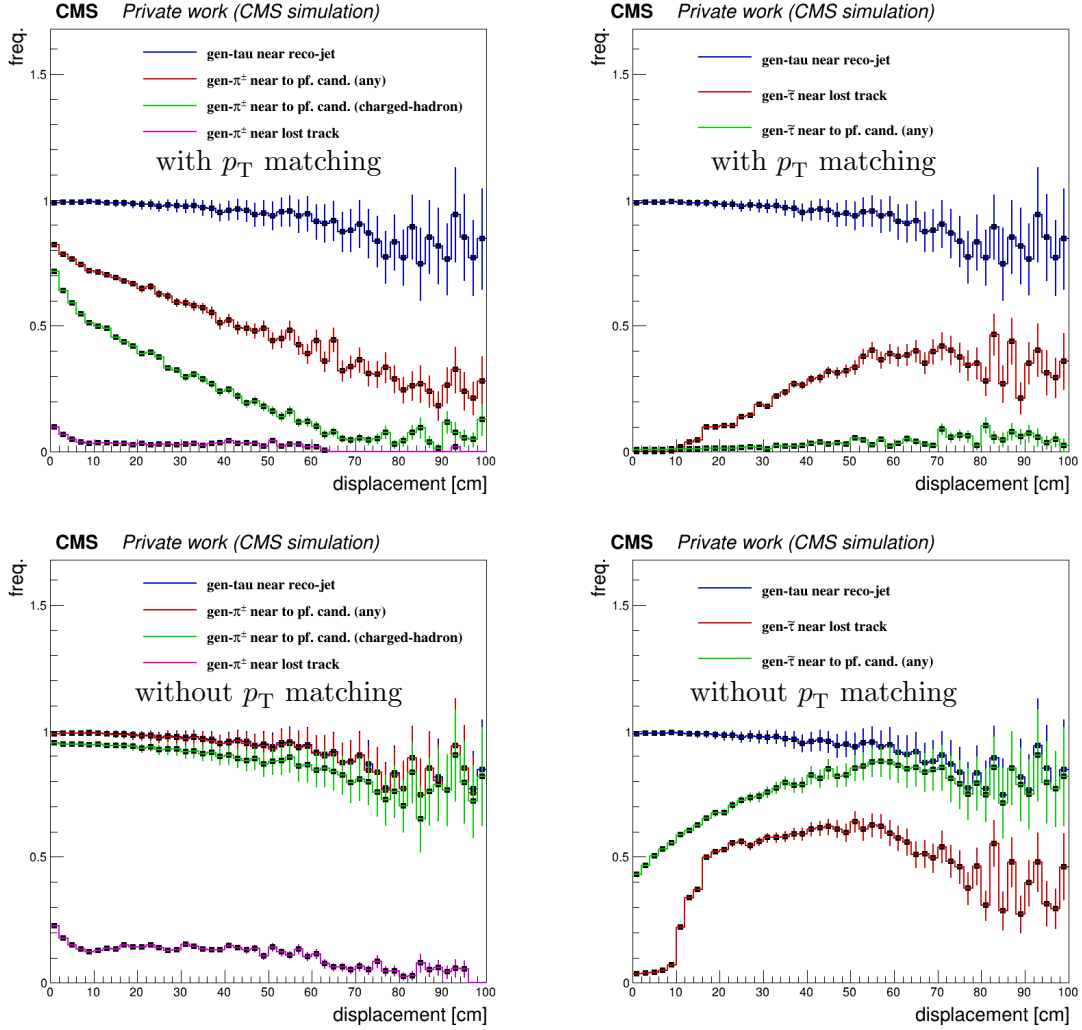 CMS Private work (CMS simulation)
freq.
gen-tau near reco-jet
gen-π± near to pf. cand. (any)
gen-π± near to pf. cand. (charged-hadron)
gen-π± near lost track
with pT matching
1.5
1
0.5
0
0 10 20 30 40 50 60 70 80 90 100
displacement [cm]
CMS Private work (CMS simulation)
freq.
gen-tau near reco-jet
gen-τ̃ near lost track
gen-τ̃ near to pf. cand. (any)
with pT matching
1.5
1
0.5
0
0 10 20 30 40 50 60 70 80 90 100
displacement [cm]
CMS Private work (CMS simulation)
freq.
gen-tau near reco-jet
gen-π± near to pf. cand. (any)
gen-π± near to pf. cand. (charged-hadron)
gen-π± near lost track
without pT matching
1.5
1
0.5
0
0 10 20 30 40 50 60 70 80 90 100
displacement [cm]
CMS Private work (CMS simulation)
freq.
gen-tau near reco-jet
gen-τ̃ near lost track
gen-τ̃ near to pf. cand. (any)
without pT matching
1.5
1
0.5
0
0 10 20 30 40 50 60 70 80 90 100
displacement [cm]